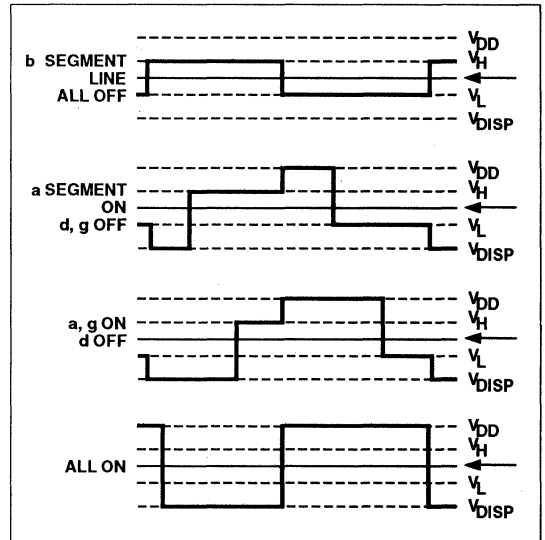 VDD
b SEGMENT VH
LINE
ALL OFF VL
VDISP
VDD
a SEGMENT VH
ON
d, g OFF VL
VDISP
VDD
a, g ON VH
d OFF
VL
VDISP
VDD
VH
ALL ON
VL
VDISP